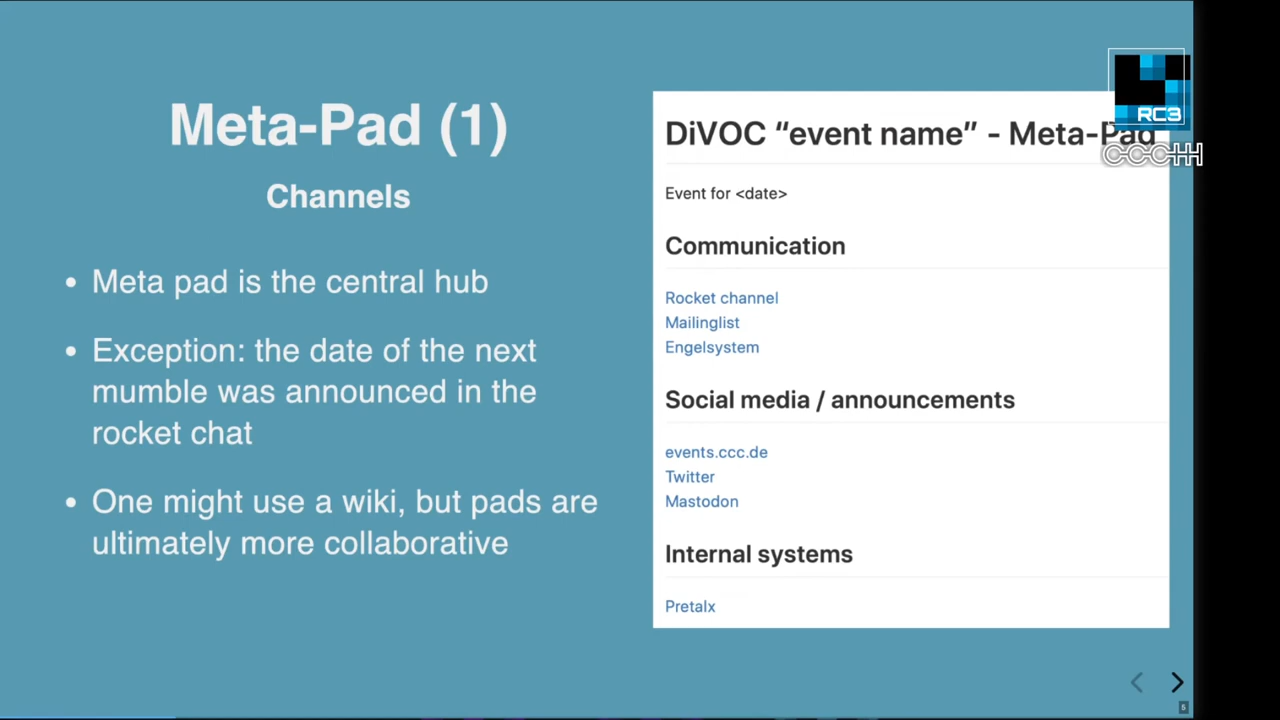 Meta-Pad (1)
Channels
Meta pad is the central hub
Exception: the date of the next
mumble was announced in the
rocket chat
One might use a wiki, but pads are
ultimately more collaborative
DiVOC “event name” - Meta-Pad
Event for <date>
Communication
Rocket channel
Mailinglist
Engelsystem
Social media / announcements
events.ccc.de
Twitter
Mastodon
Internal systems
Pretalx
RC3
CCCHH
5